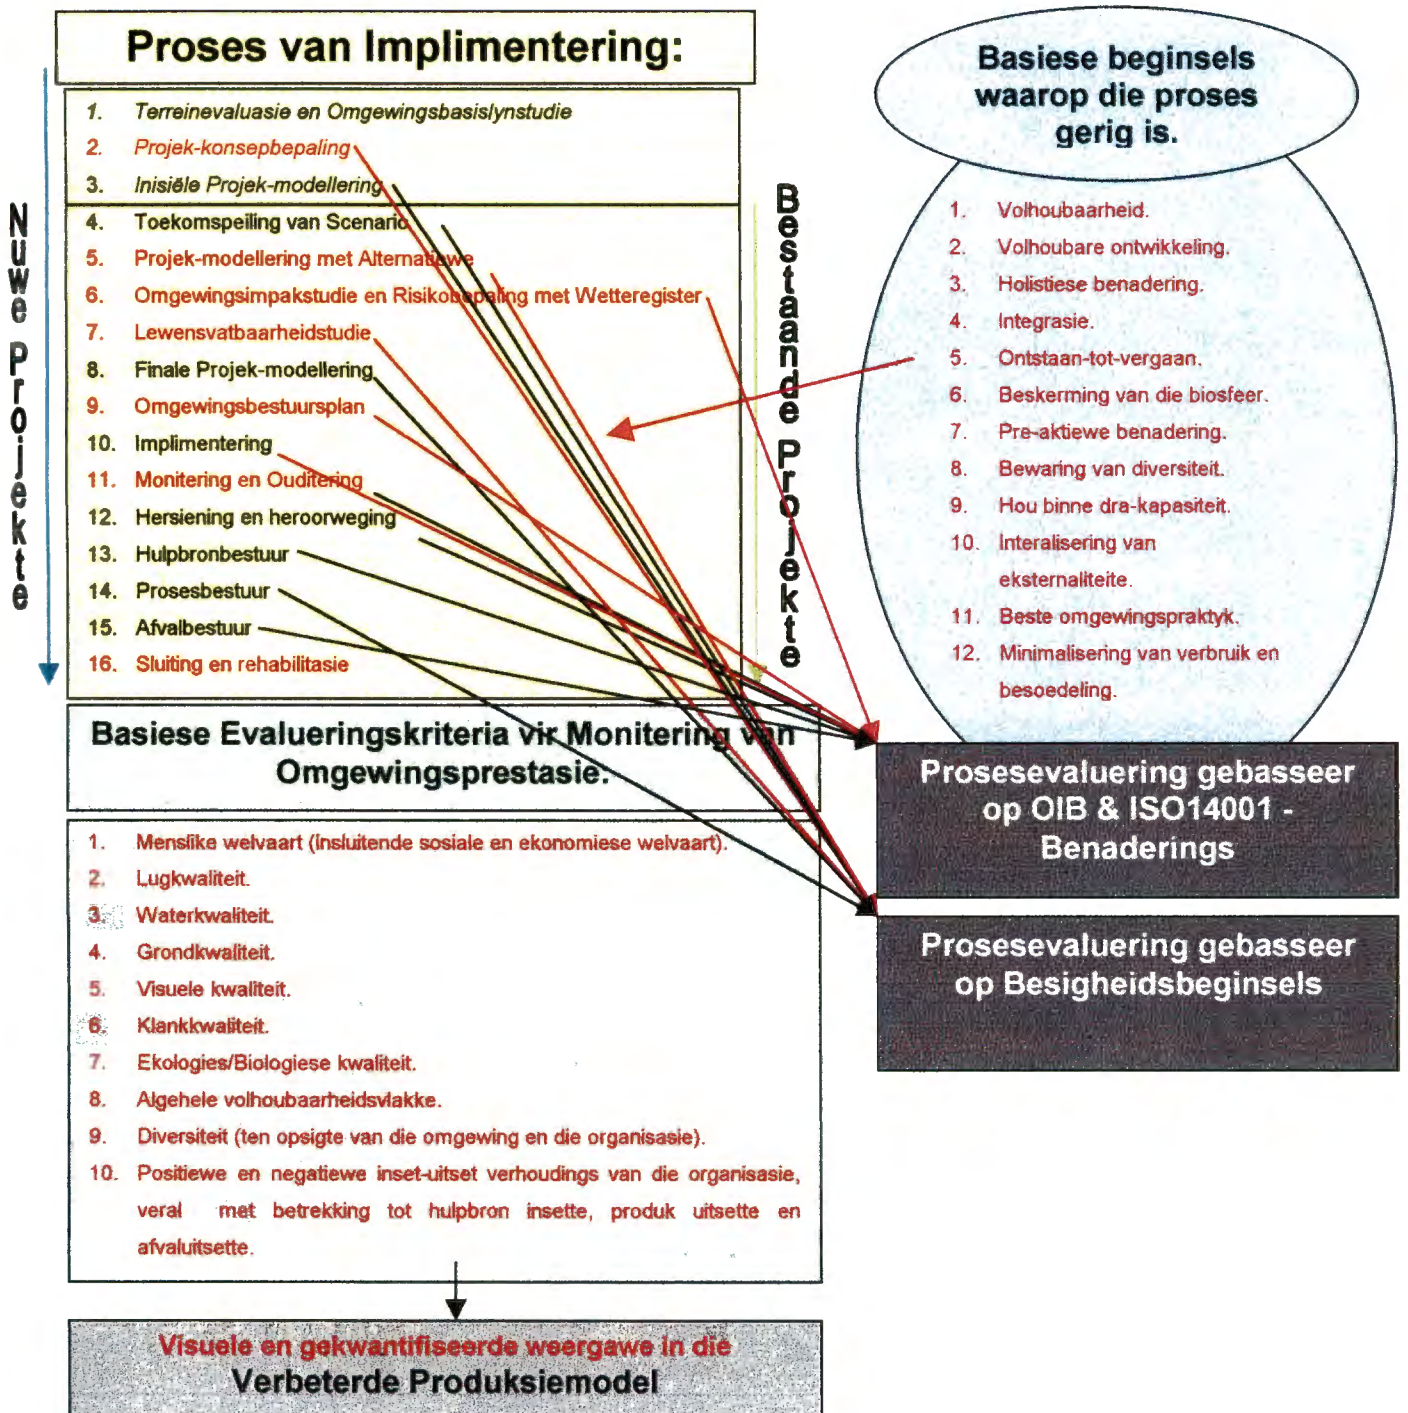 Proses van Implimentering:
1. Terreinevaluasie en Omgewingsbasislynstudie
2. Projek-konsepbepaling
3. Inisiële Projek-modellering
4. Toekomspeiling van Scenario
5. Projek-modellering met Alternatiewe
6. Omgewingsimpakstudie en Risikobepaling met Wetteregister
7. Lewensvatbaarheidstudie
8. Finale Projek-modellering
9. Omgewingsbestuursplan
10. Implimentering
11. Monitering en Ouditering
12. Hersiening en heroorweging
13. Hulpbronbestuur
14. Prosesbestuur
15. Afvalbestuur
16. Sluiting en rehabilitasie
Nuwe Projekte
Bestaande Projekte
Basiese beginsels
waarop die proses
gerig is.
1. Volhoubaarheid.
2. Volhoubare ontwikkeling.
3. Holistiese benadering.
4. Integrasie.
5. Ontstaan-tot-vergaan.
6. Beskerming van die biosfeer.
7. Pre-aktiewe benadering.
8. Bewaring van diversiteit.
9. Hou binne dra-kapasiteit.
10. Interalisering van
eksternaliteite.
11. Beste omgewingspraktyk.
12. Minimalisering van verbruik en
besoedeling.
Prosesevaluering gebasseer
op OIB & ISO14001 -
Benaderings
Prosesevaluering gebasseer
op Besigheidsbeginsels
Basiese Evalueringskriteria vir Monitering van
Omgewingsprestasie.
1. Menslike welvaart (Insluitende sosiale en ekonomiese welvaart).
2. Lugkwaliteit.
3. Waterkwaliteit.
4. Grondkwaliteit.
5. Visuele kwaliteit.
6. Klankkwaliteit.
7. Ekologies/Biologiese kwaliteit.
8. Algehele volhoubaarheidsvlakke.
9. Diversiteit (ten opsigte van die omgewing en die organisasie).
10. Positiewe en negatiewe inset-uitset verhoudings van die organisasie,
veral met betrekking tot hulpbron insette, produk uitsette en
afvaluitsette.
Visuele en gekwantifiseerde weergawe in die
Verbeterde Produksiemodel